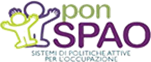 pon
SPAO
SISTEMI DI POLITICHE ATTIVE
PER L'OCCUPAZIONE